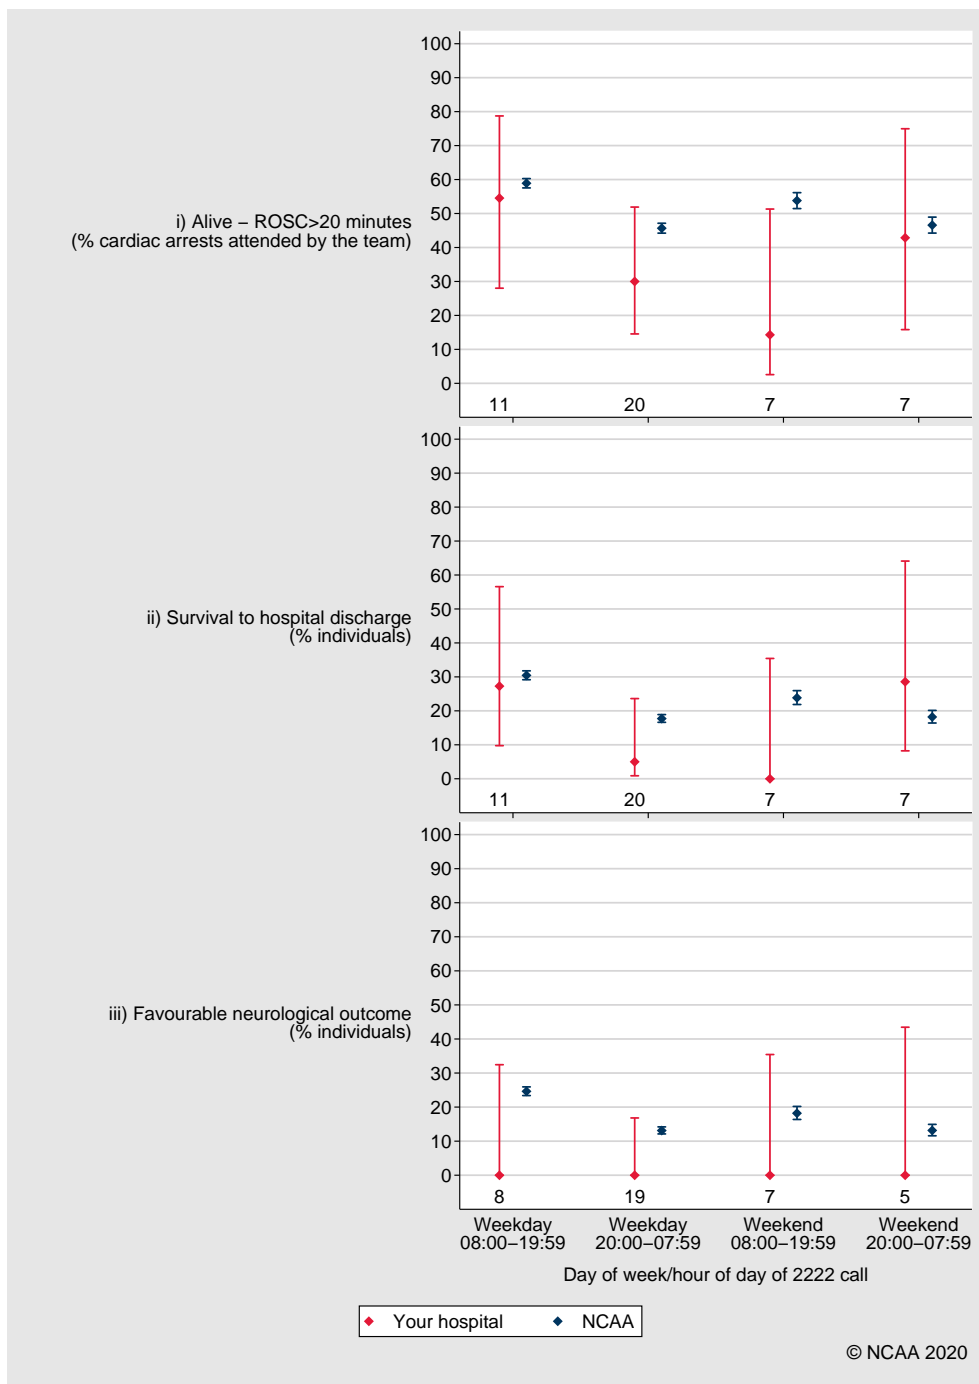 100
90
80
70
60
50
40
30
20
10
0
i) Alive – ROSC>20 minutes
(% cardiac arrests attended by the team)
11 20 7 7
100
90
80
70
60
50
40
30
20
10
0
ii) Survival to hospital discharge
(% individuals)
11 20 7 7
100
90
80
70
60
50
40
30
20
10
0
iii) Favourable neurological outcome
(% individuals)
8 19 7 5
Weekday Weekday Weekend Weekend
08:00–19:59 20:00–07:59 08:00–19:59 20:00–07:59
Day of week/hour of day of 2222 call
Your hospital NCAA
© NCAA 2020